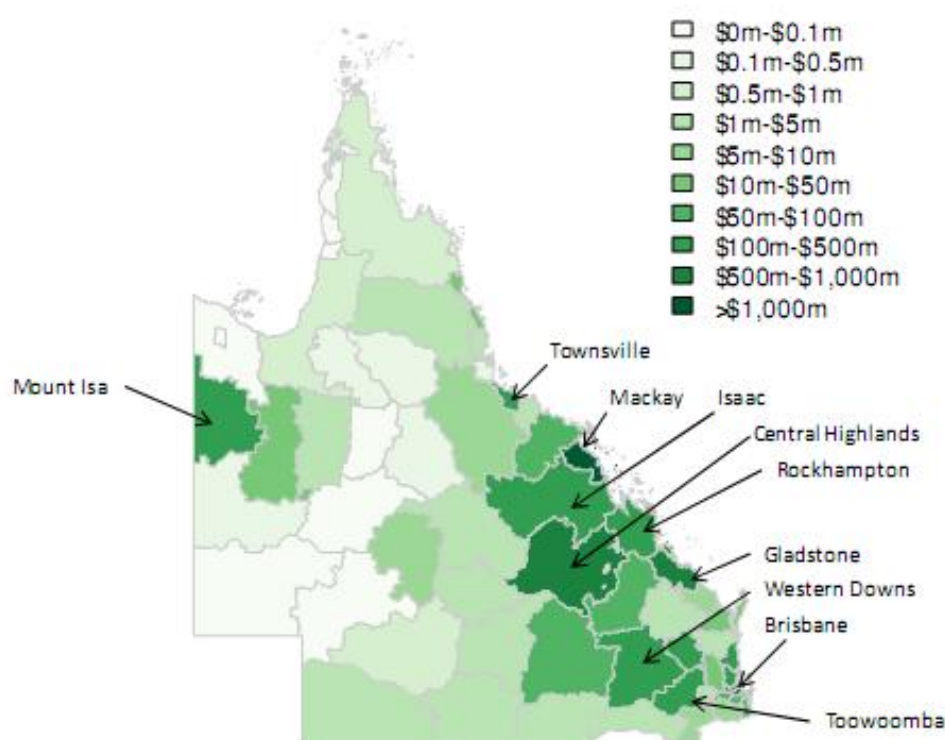 $0m-$0.1m
$0.1m-$0.5m
$0.5m-$1m
$1m-$5m
$5m-$10m
$10m-$50m
$50m-$100m
$100m-$500m
$500m-$1,000m
>$1,000m
Townsville
Mount Isa
Mackay
Isaac
Central Highlands
Rockhampton
Gladstone
Western Downs
Brisbane
Toowoomba